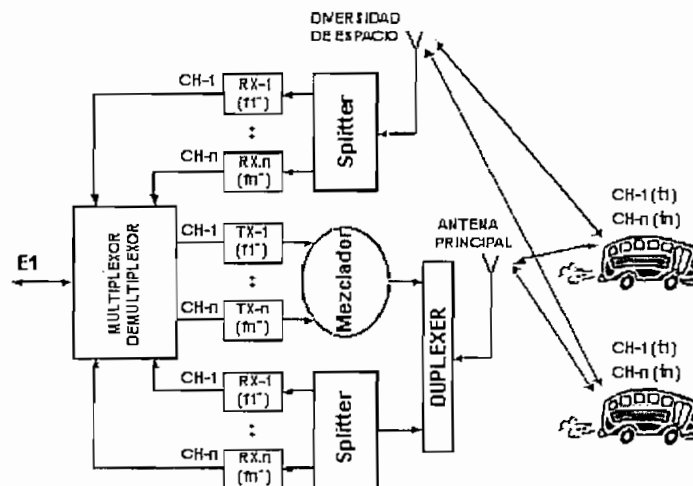 DIVERSIDAD
DE ESPACIO
CH-1
RX-1
(f1')
CH-n
RX.n
(fn')
Splitter
E1
MULTIPLEXOR
DEMULTIPLEXOR
CH-1
TX-1
(f1')
CH-n
TX-n
(fn')
Mezclador
ANTENA
PRINCIPAL
DUPLEXER
CH-1
RX-1
(f1')
CH-n
RX.n
(fn')
Splitter
CH-1 (f1)
CH-n (fn)
CH-1 (f1)
CH-n (fn)